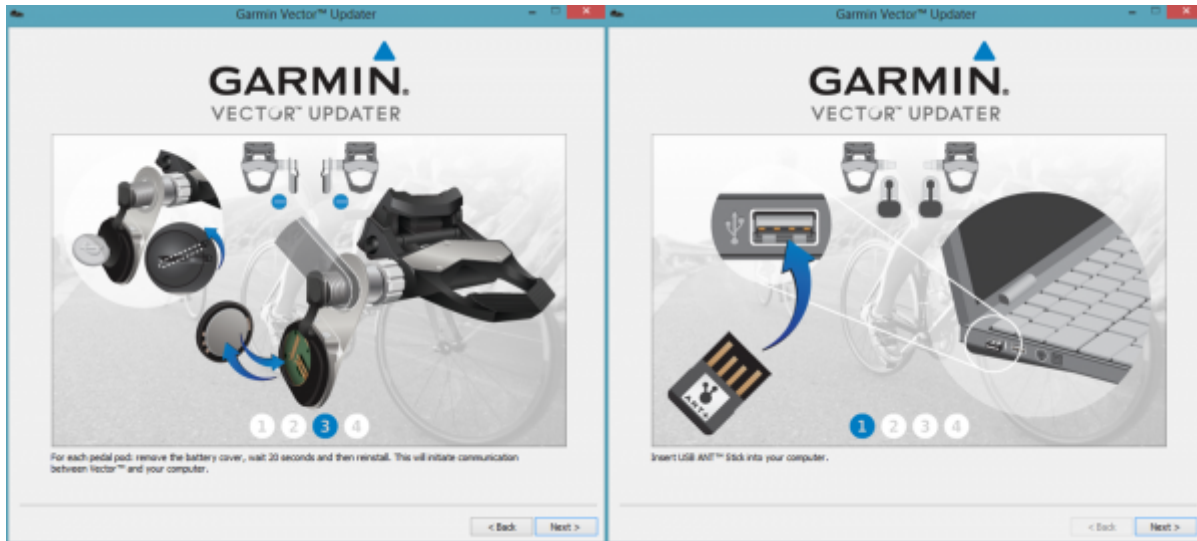 Garmin Vector™ Updater
GARMIN.
VECTOR™ UPDATER
1 2 3 4
For each pedal pod: remove the battery cover, wait 20 seconds and then reinstall. This will initiate communication
between Vector™ and your computer.
< Back Next >
Garmin Vector™ Updater
GARMIN.
VECTOR™ UPDATER
ANT+
1 2 3 4
Insert USB ANT™ Stick into your computer.
< Back Next >